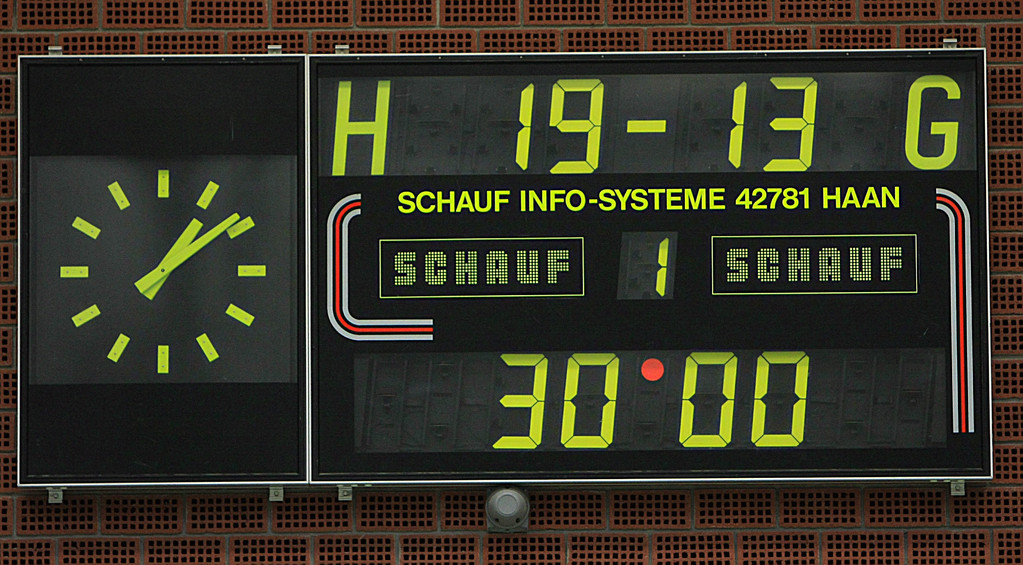 H 19-13 G
SCHAUF INFO-SYSTEME 42781 HAAN
SCHAUF 1 SCHAUF
30 00